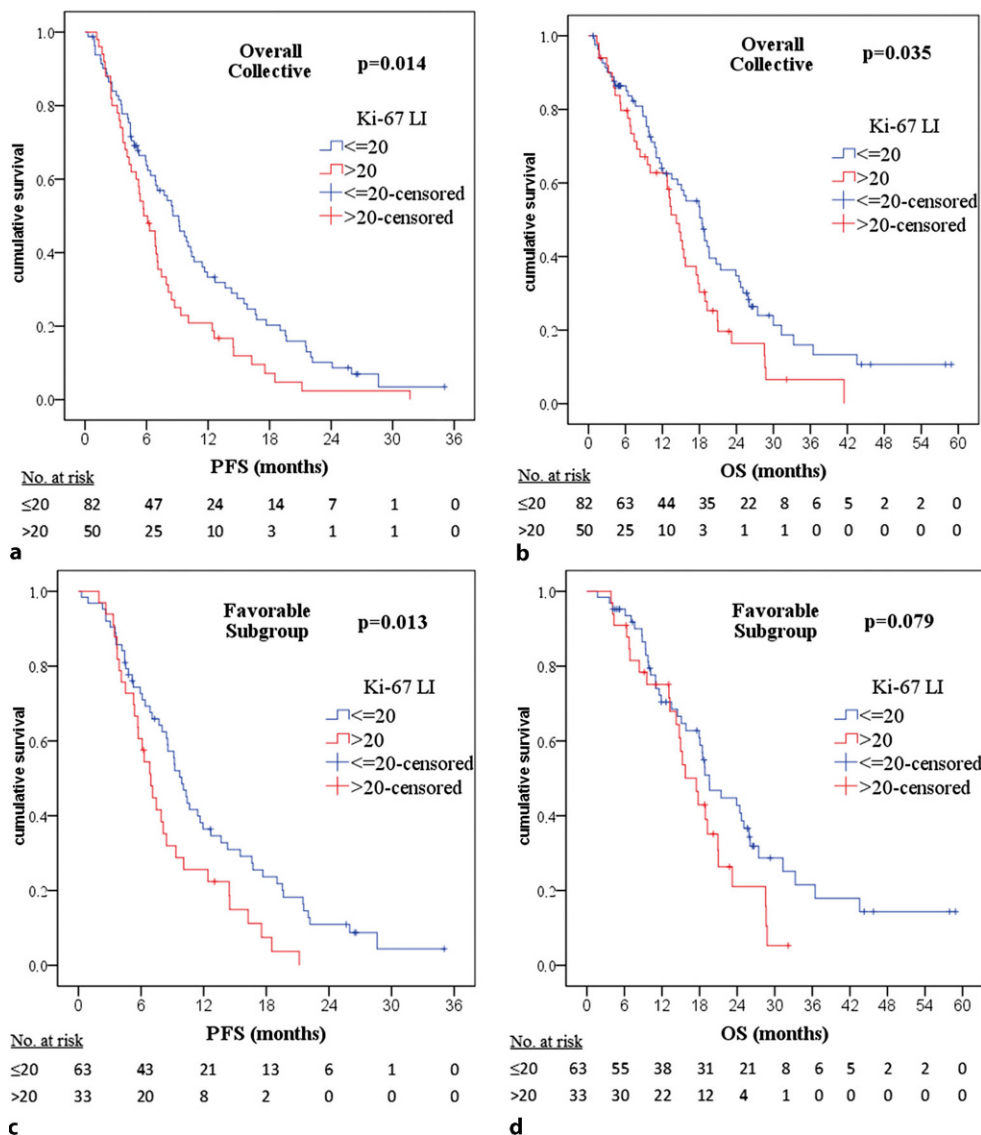 Overall
Collective
p=0.014
Ki-67 LI
<=20
>20
<=20-censored
>20-censored
cumulative survival
1.0
0.8
0.6
0.4
0.2
0.0
0 6 12 18 24 30 36
PFS (months)
No. at risk
≤20 82 47 24 14 7 1 0
>20 50 25 10 3 1 1 0
a
Overall
Collective
p=0.035
Ki-67 LI
<=20
>20
<=20-censored
>20-censored
cumulative survival
1.0
0.8
0.6
0.4
0.2
0.0
0 6 12 18 24 30 36 42 48 54 60
OS (months)
No. at risk
≤20 82 63 44 35 22 8 6 5 2 2 0
>20 50 25 10 3 1 1 0 0 0 0 0
b
Favorable
Subgroup
p=0.013
Ki-67 LI
<=20
>20
<=20-censored
>20-censored
cumulative survival
1.0
0.8
0.6
0.4
0.2
0.0
0 6 12 18 24 30 36
PFS (months)
No. at risk
≤20 63 43 21 13 6 1 0
>20 33 20 8 2 0 0 0
c
Favorable
Subgroup
p=0.079
Ki-67 LI
<=20
>20
<=20-censored
>20-censored
cumulative survival
1.0
0.8
0.6
0.4
0.2
0.0
0 6 12 18 24 30 36 42 48 54 60
OS (months)
No. at risk
≤20 63 55 38 31 21 8 6 5 2 2 0
>20 33 30 22 12 4 1 0 0 0 0 0
d